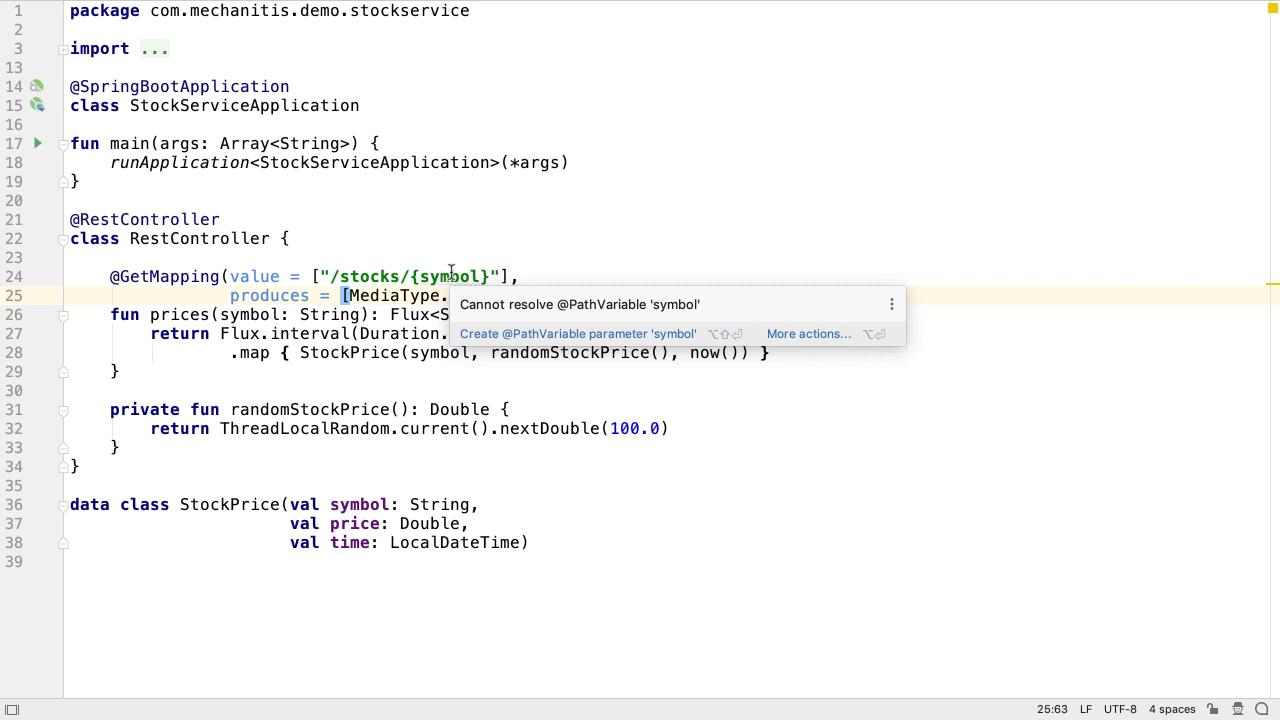 1 package com.mechanitis.demo.stockservice
2
3 import ...
13
14 @SpringBootApplication
15 class StockServiceApplication
16
17 fun main(args: Array<String>) {
18 runApplication<StockServiceApplication>(*args)
19 }
20
21 @RestController
22 class RestController {
23
24 @GetMapping(value = ["/stocks/{symbol}"],
25 produces = [MediaType.
Cannot resolve @PathVariable 'symbol'
26 fun prices(symbol: String): Flux<S
27 return Flux.interval(Duration.
Create @PathVariable parameter 'symbol' ⌥⇧⏎ More actions... ⌥⏎
28 .map { StockPrice(symbol, randomStockPrice(), now()) }
29 }
30
31 private fun randomStockPrice(): Double {
32 return ThreadLocalRandom.current().nextDouble(100.0)
33 }
34 }
35
36 data class StockPrice(val symbol: String,
37 val price: Double,
38 val time: LocalDateTime)
39
25:63 LF UTF-8 4 spaces